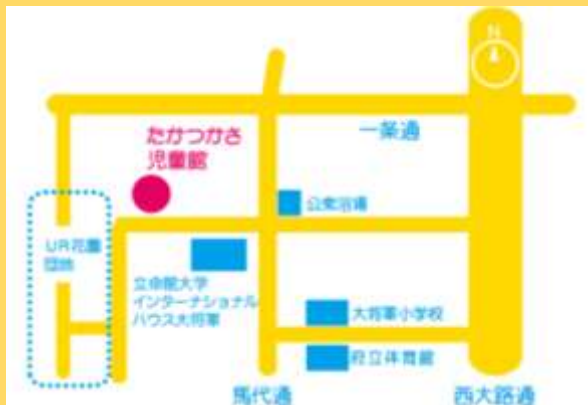 N
一条通
たかつかさ
児童館
公衆浴場
UR花園
団地
立命館大学
インターナショナル
ハウス大将軍
大将軍小学校
府立体育館
馬代通
西大路通